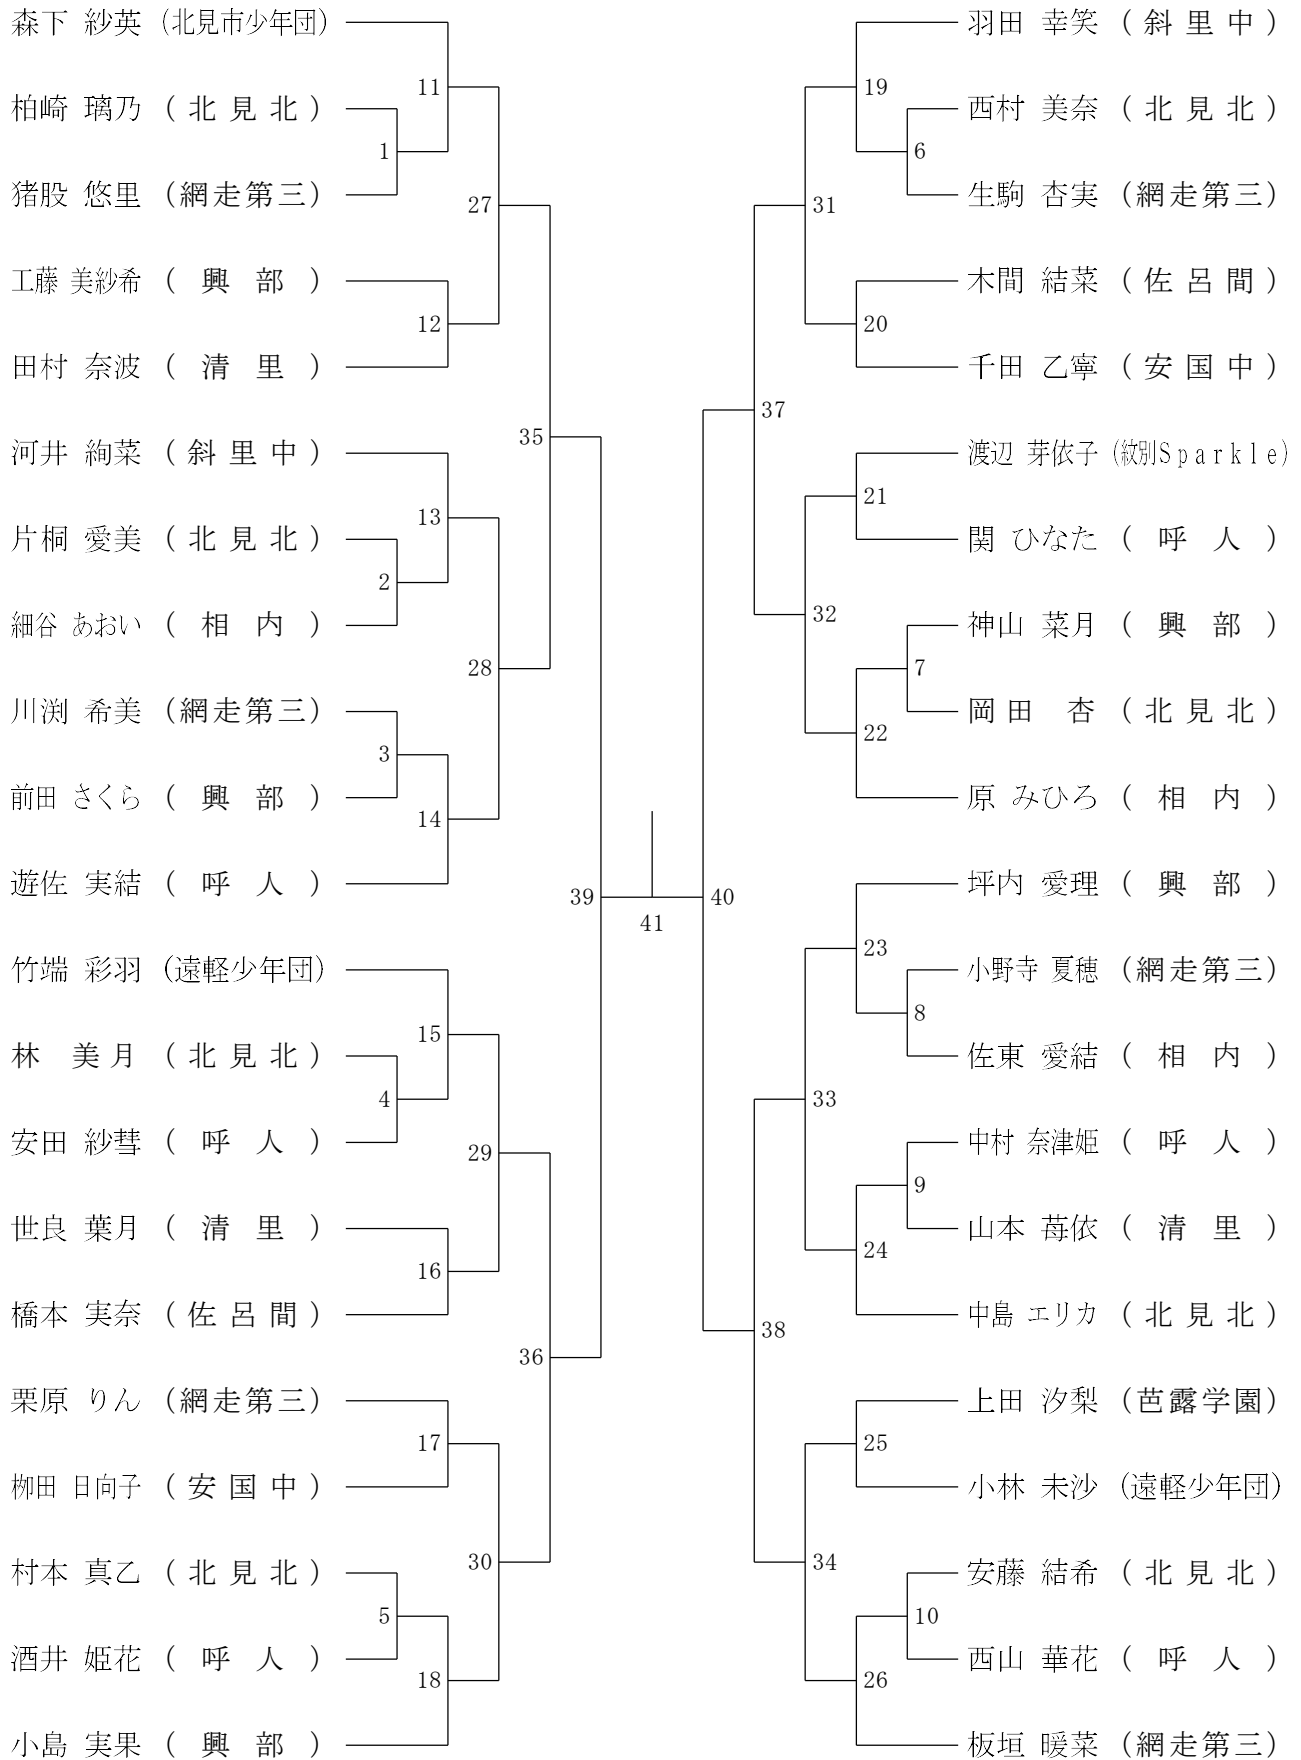 森下 紗英 (北見市少年団)
柏崎 璃乃 (北見北)
猪股 悠里 (網走第三)
工藤 美紗希 (興部)
田村 奈波 (清里)
河井 絢菜 (斜里中)
片桐 愛美 (北見北)
細谷 あおい (相内)
川渕 希美 (網走第三)
前田 さくら (興部)
遊佐 実結 (呼人)
竹端 彩羽 (遠軽少年団)
林 美月 (北見北)
安田 紗彗 (呼人)
世良 葉月 (清里)
橋本 実奈 (佐呂間)
栗原 りん (網走第三)
栁田 日向子 (安国中)
村本 真乙 (北見北)
酒井 姫花 (呼人)
小島 実果 (興部)
11
1
27
12
35
13
2
28
3
14
39
15
4
29
16
36
17
30
5
18
41
19
6
31
20
37
21
32
7
22
40
23
8
33
9
24
38
25
34
10
26
羽田 幸笑 (斜里中)
西村 美奈 (北見北)
生駒 杏実 (網走第三)
木間 結菜 (佐呂間)
千田 乙寧 (安国中)
渡辺 芽依子 (紋別Sparkle)
関 ひなた (呼人)
神山 菜月 (興部)
岡田 杏 (北見北)
原 みひろ (相内)
坪内 愛理 (興部)
小野寺 夏穂 (網走第三)
佐東 愛結 (相内)
中村 奈津姫 (呼人)
山本 苺依 (清里)
中島 エリカ (北見北)
上田 汐梨 (芭露学園)
小林 未沙 (遠軽少年団)
安藤 結希 (北見北)
西山 華花 (呼人)
板垣 暖菜 (網走第三)